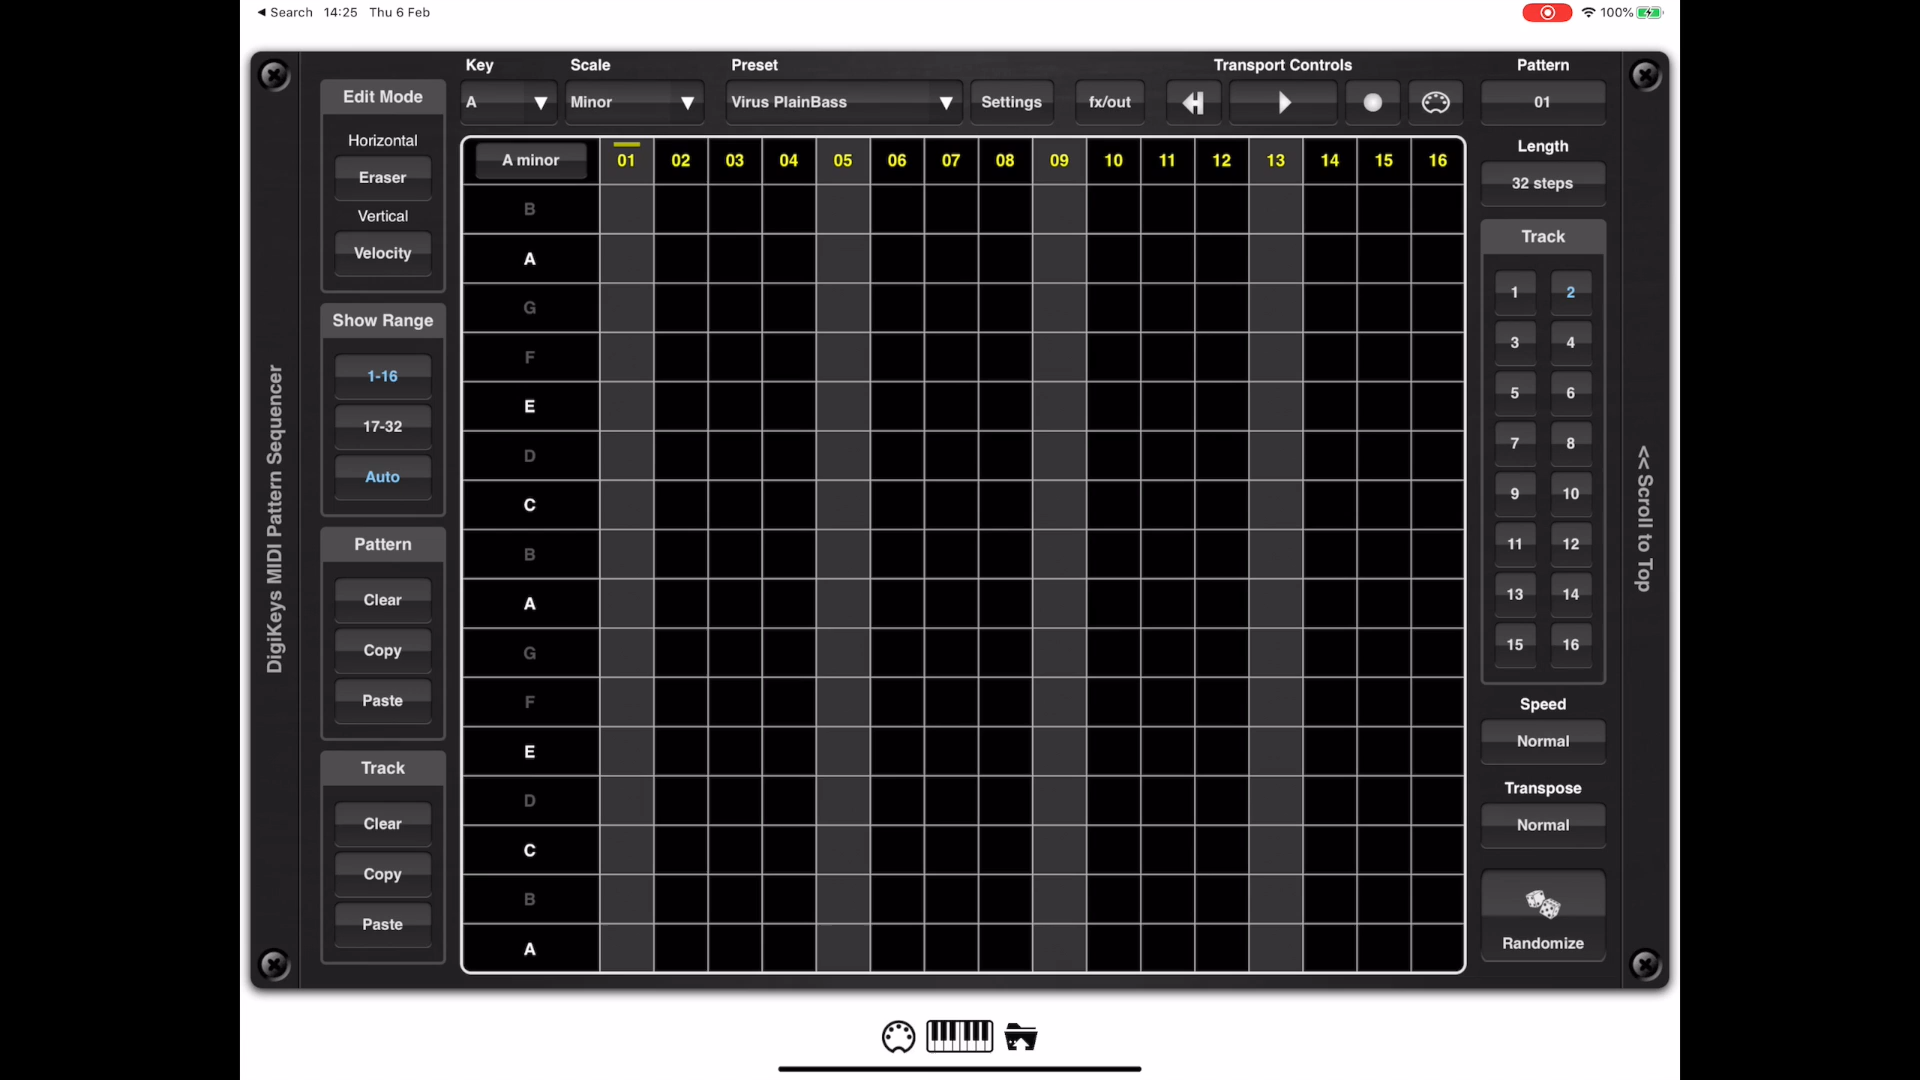 ◄ Search 14:25 Thu 6 Feb
100%
Key
Scale
Preset
Transport Controls
Pattern
A ▼
Minor ▼
Virus PlainBass ▼
Settings
fx/out
01
Edit Mode
Horizontal
Eraser
Vertical
Velocity
Show Range
1-16
17-32
Auto
Pattern
Clear
Copy
Paste
Track
Clear
Copy
Paste
DigiKeys MIDI Pattern Sequencer
A minor 01 02 03 04 05 06 07 08 09 10 11 12 13 14 15 16
B
A
G
F
E
D
C
B
A
G
F
E
D
C
B
A
Length
32 steps
Track
1 2
3 4
5 6
7 8
9 10
11 12
13 14
15 16
Speed
Normal
Transpose
Normal
Randomize
<< Scroll to Top